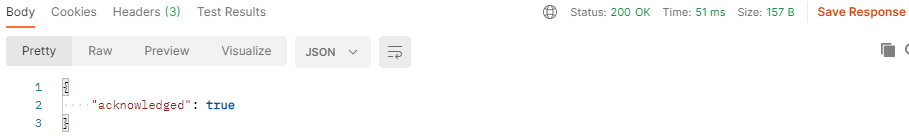 Body Cookies Headers (3) Test Results Status: 200 OK Time: 51 ms Size: 157 B Save Response
Pretty Raw Preview Visualize JSON
1 {
2 "acknowledged": true
3 }